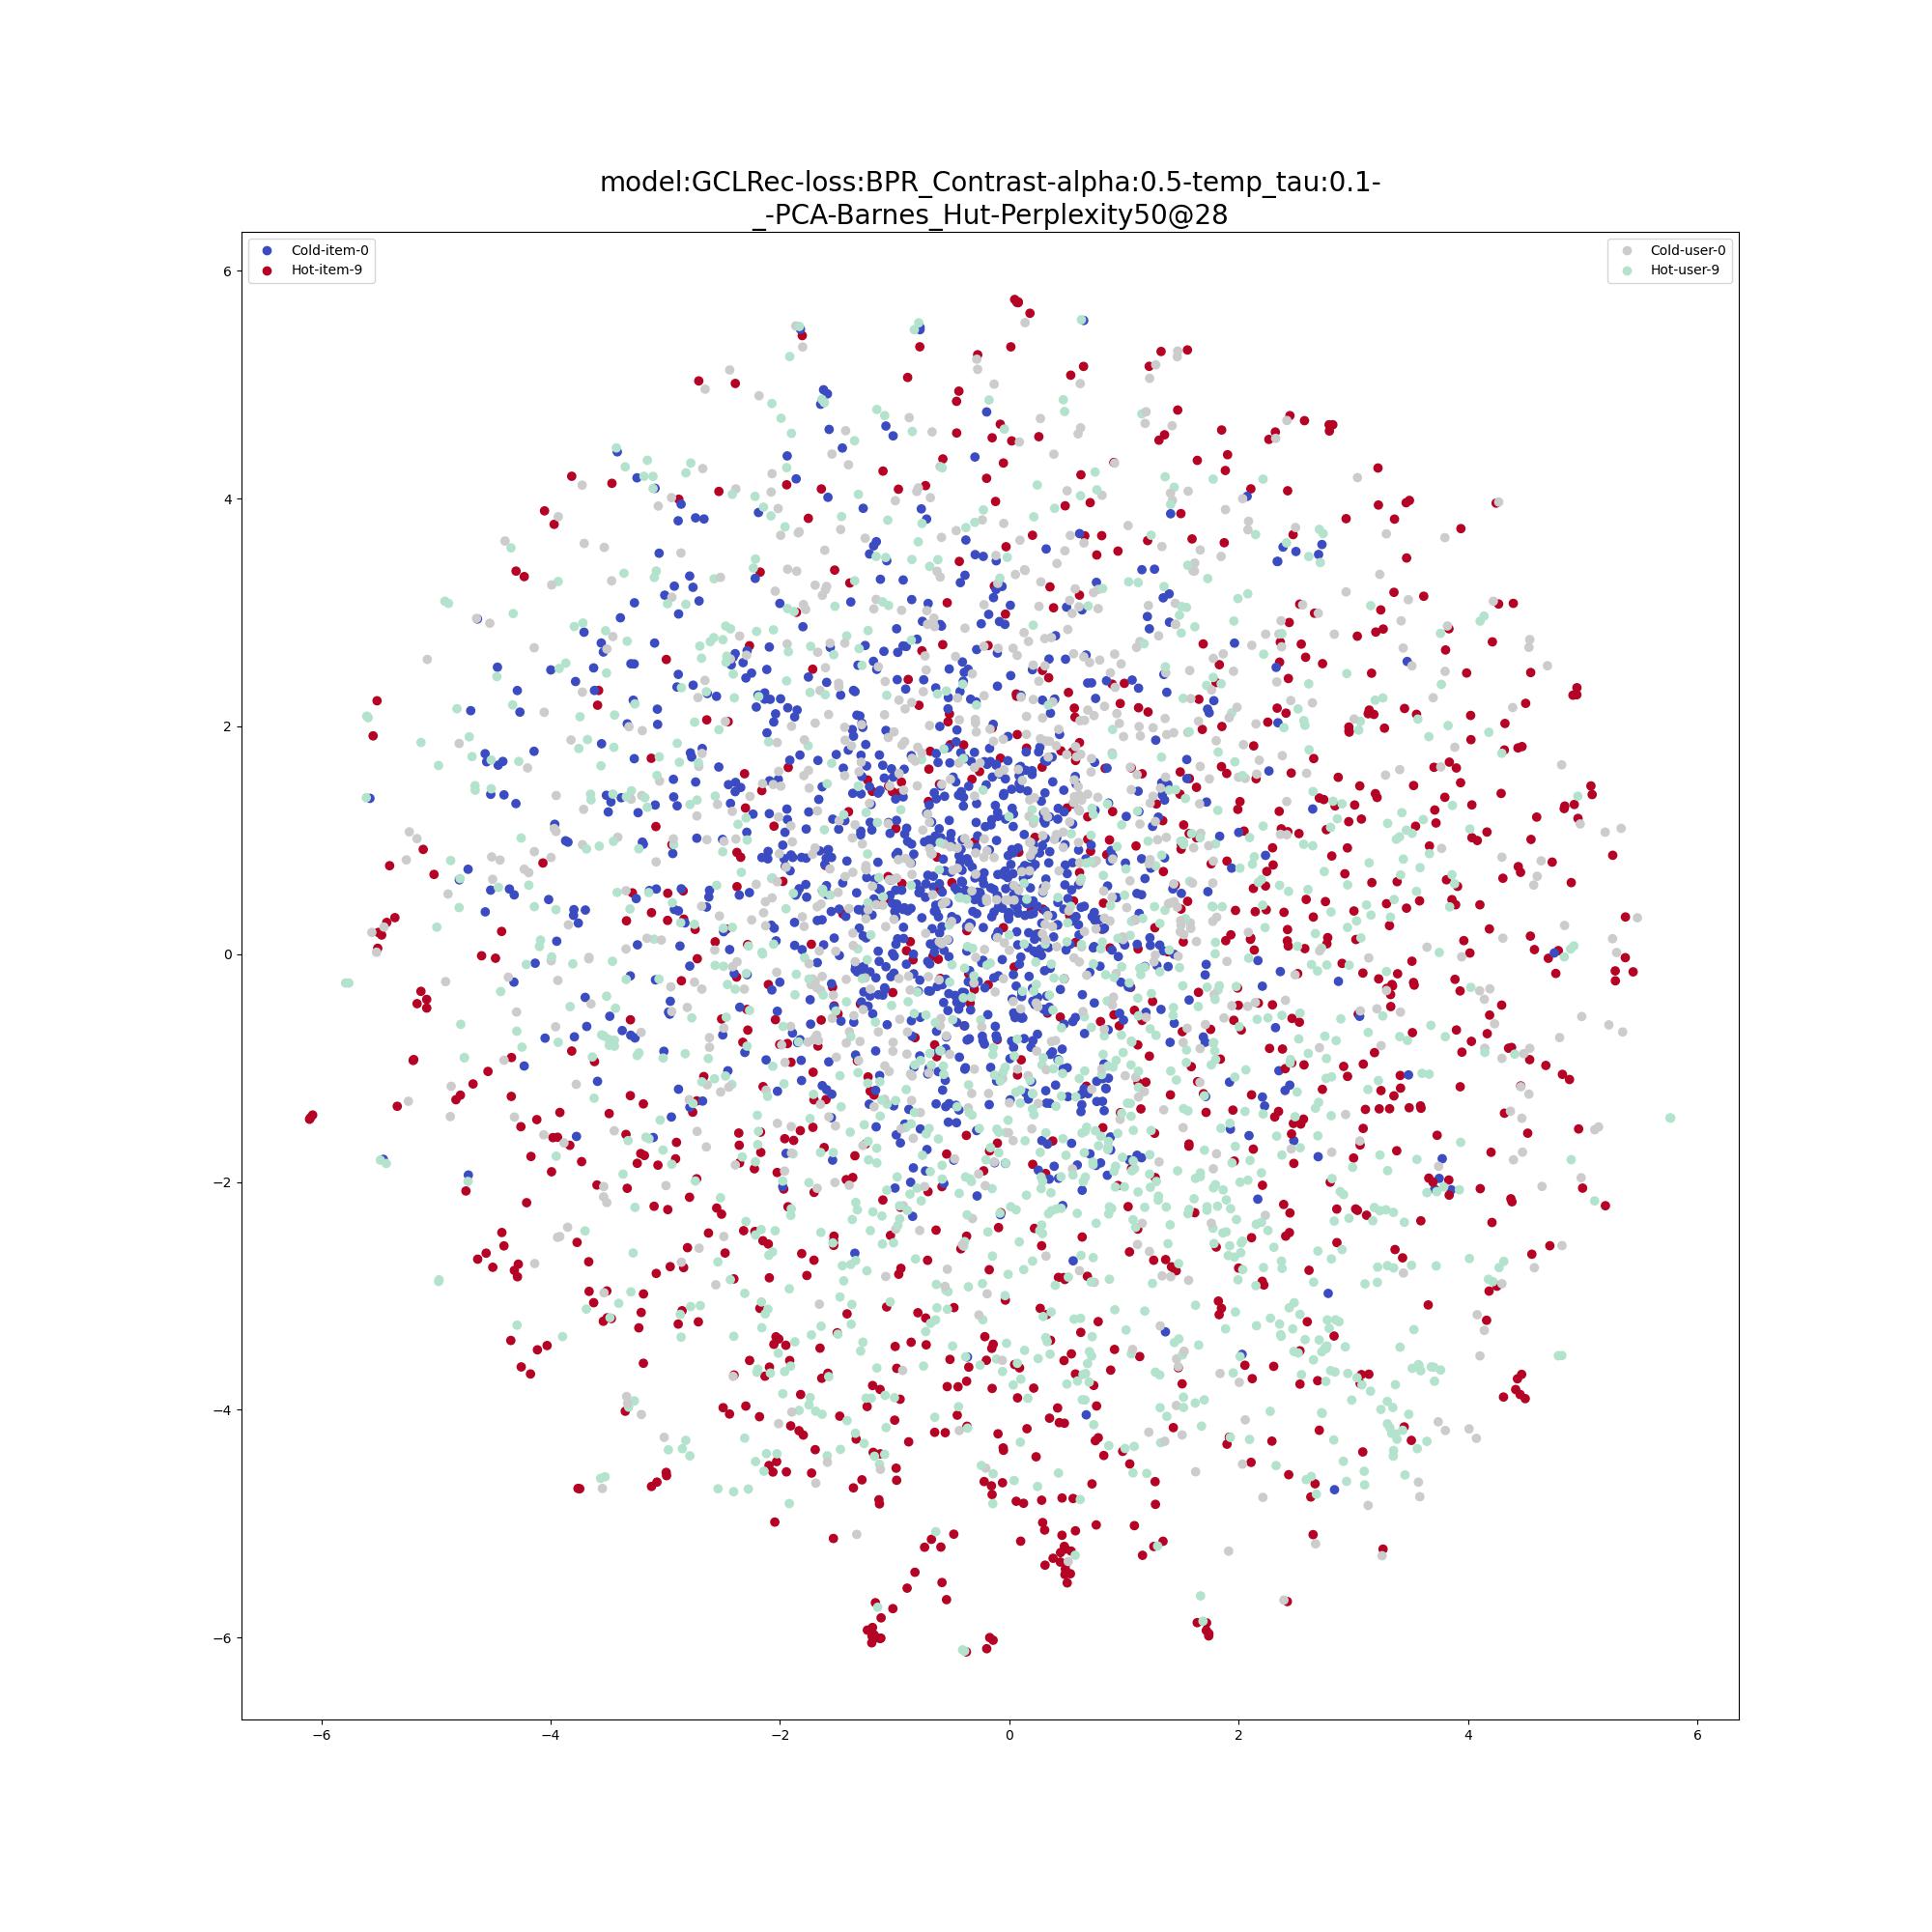 model:GCLRec-loss:BPR_Contrast-alpha:0.5-temp_tau:0.1-
_-PCA-Barnes_Hut-Perplexity50@28
Cold-item-0
Hot-item-9
Cold-user-0
Hot-user-9
6
4
2
0
−2
−4
−6
−6 −4 −2 0 2 4 6